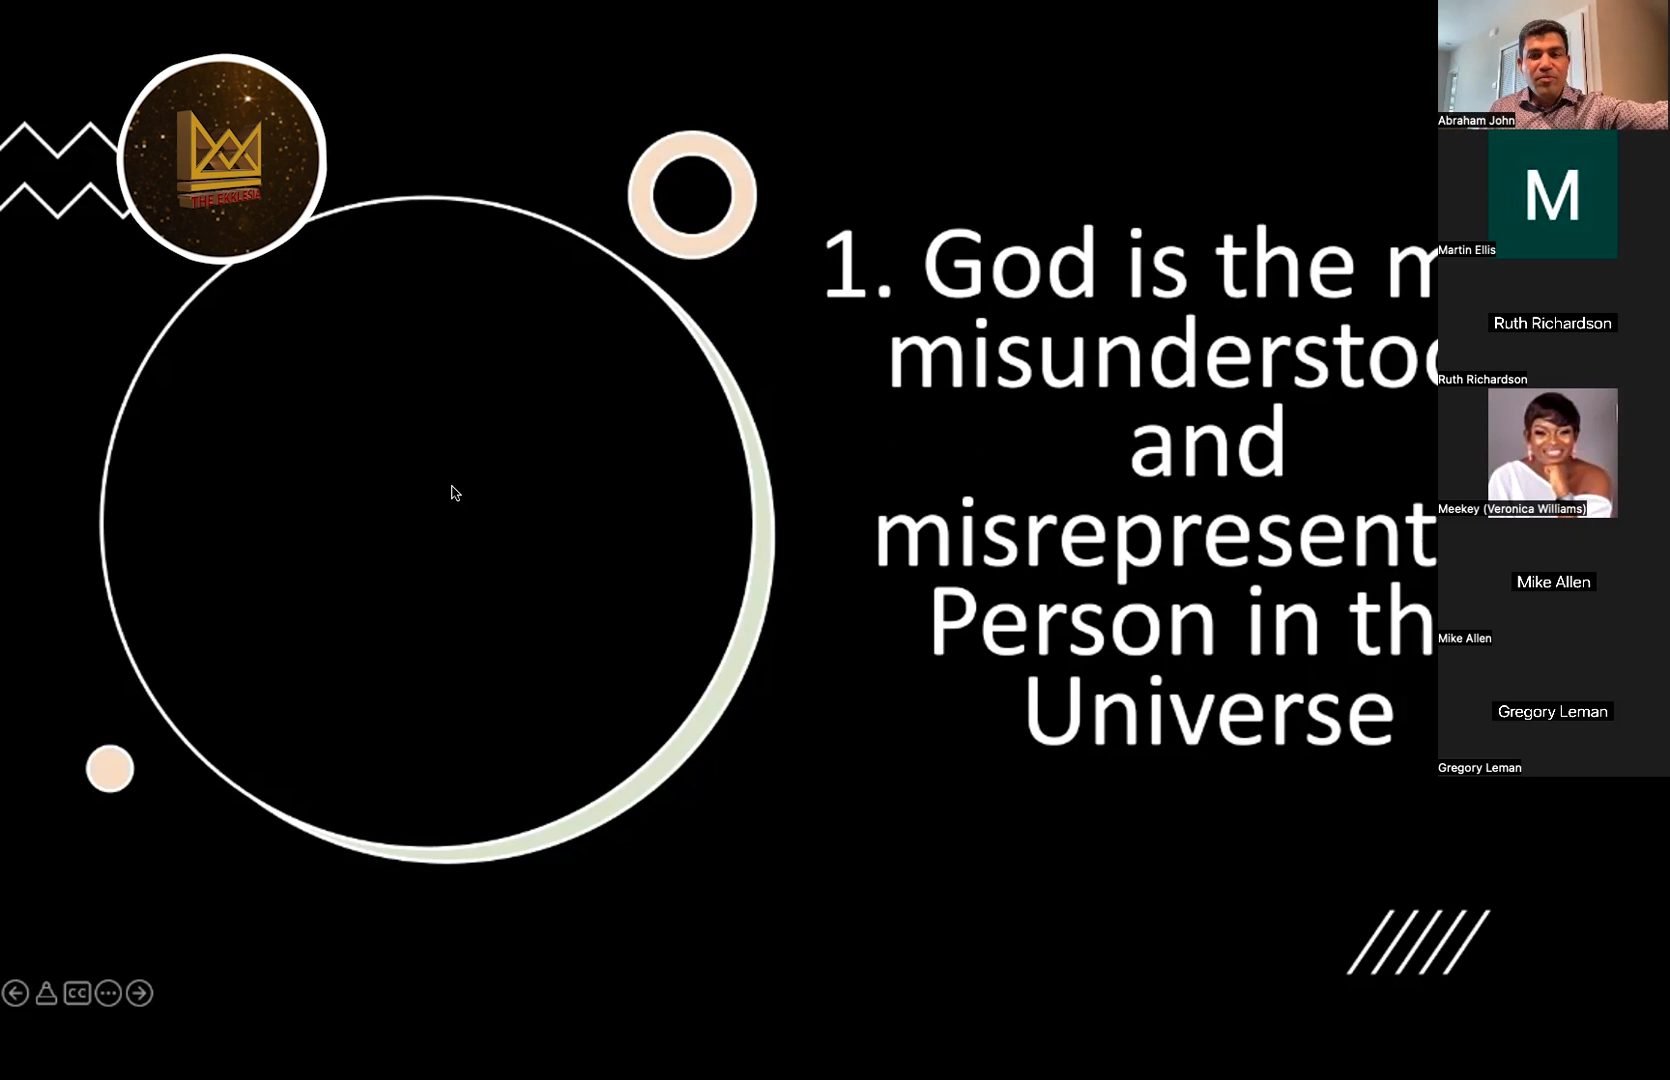 THE EKKLESIA
1. God is the m
misunderstoo
and
misrepresent
Person in th
Universe
Abraham John
M
Martin Ellis
Ruth Richardson
Ruth Richardson
Meekey (Veronica Williams)
Mike Allen
Mike Allen
Gregory Leman
Gregory Leman
CC